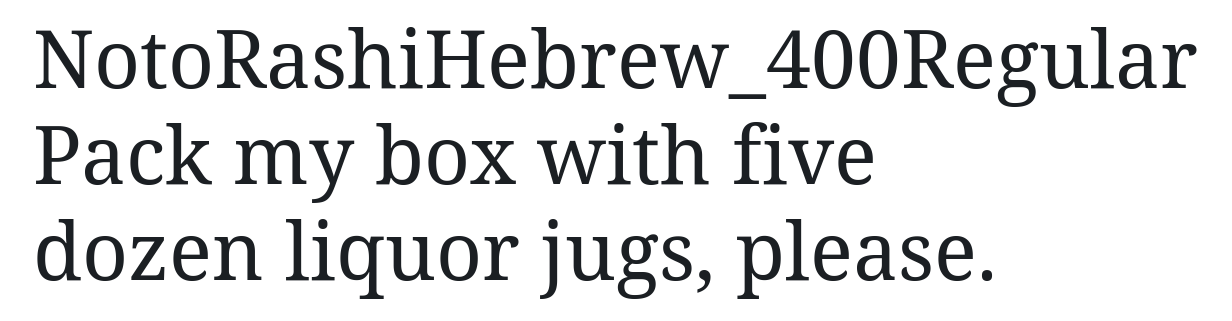 NotoRashiHebrew_400Regular
Pack my box with five
dozen liquor jugs, please.